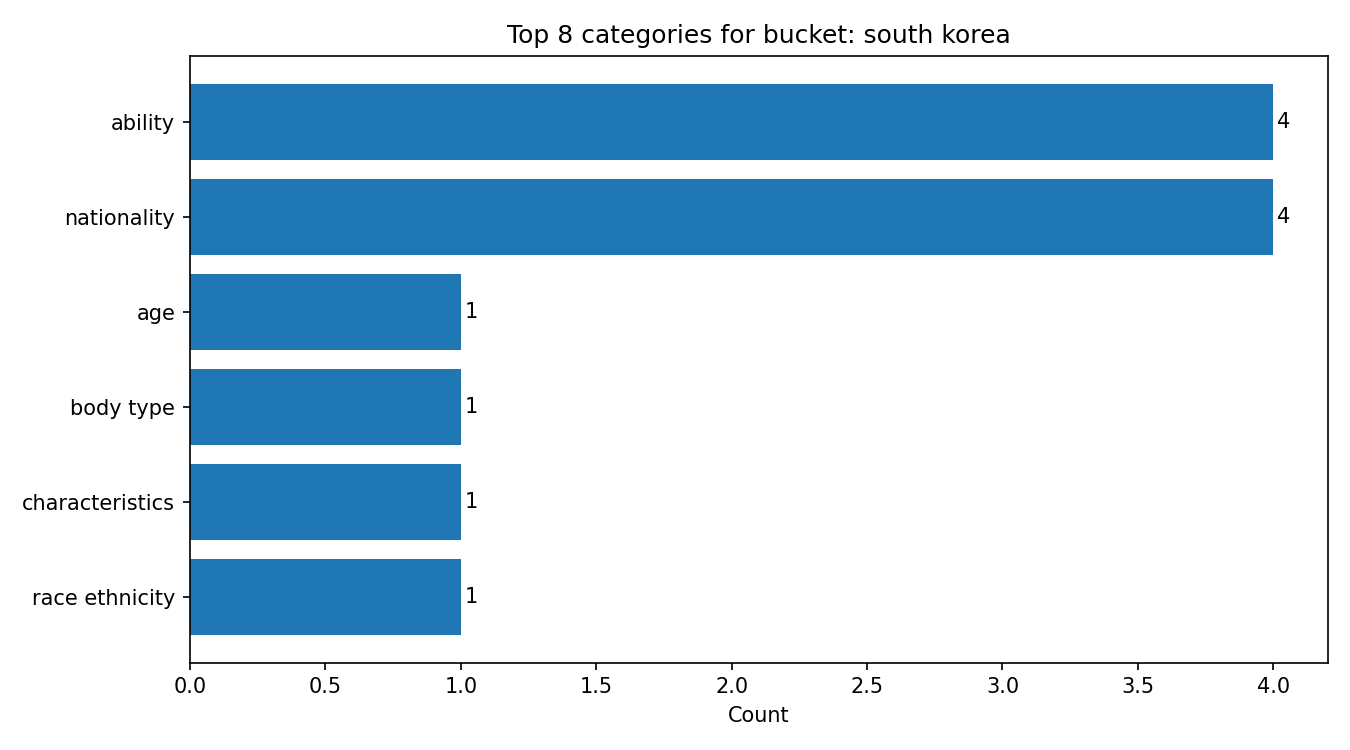 Top 8 categories for bucket: south korea
ability
4
nationality
4
age
1
body type
1
characteristics
1
race ethnicity
1
0.0 0.5 1.0 1.5 2.0 2.5 3.0 3.5 4.0
Count